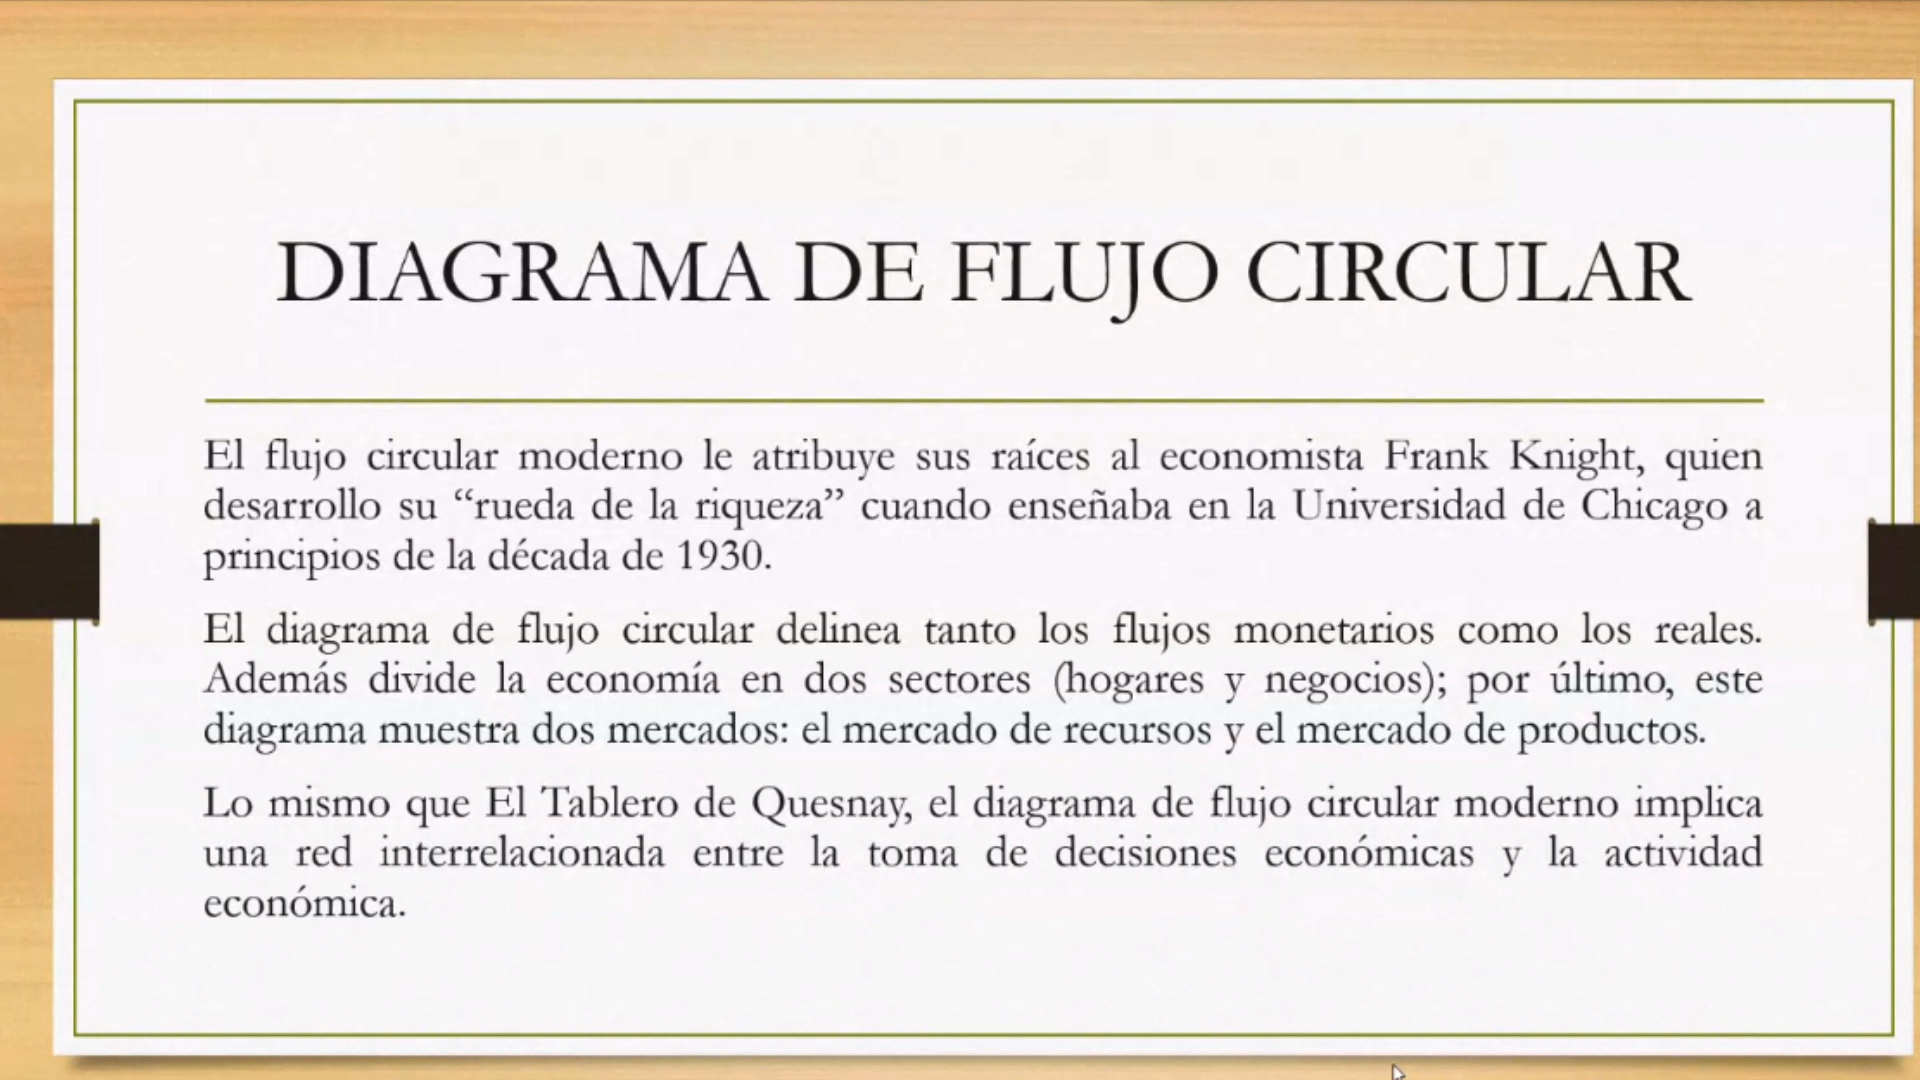 DIAGRAMA DE FLUJO CIRCULAR
El flujo circular moderno le atribuye sus raíces al economista Frank Knight, quien
desarrollo su “rueda de la riqueza” cuando enseñaba en la Universidad de Chicago a
principios de la década de 1930.
El diagrama de flujo circular delinea tanto los flujos monetarios como los reales.
Además divide la economía en dos sectores (hogares y negocios); por último, este
diagrama muestra dos mercados: el mercado de recursos y el mercado de productos.
Lo mismo que El Tablero de Quesnay, el diagrama de flujo circular moderno implica
una red interrelacionada entre la toma de decisiones económicas y la actividad
económica.